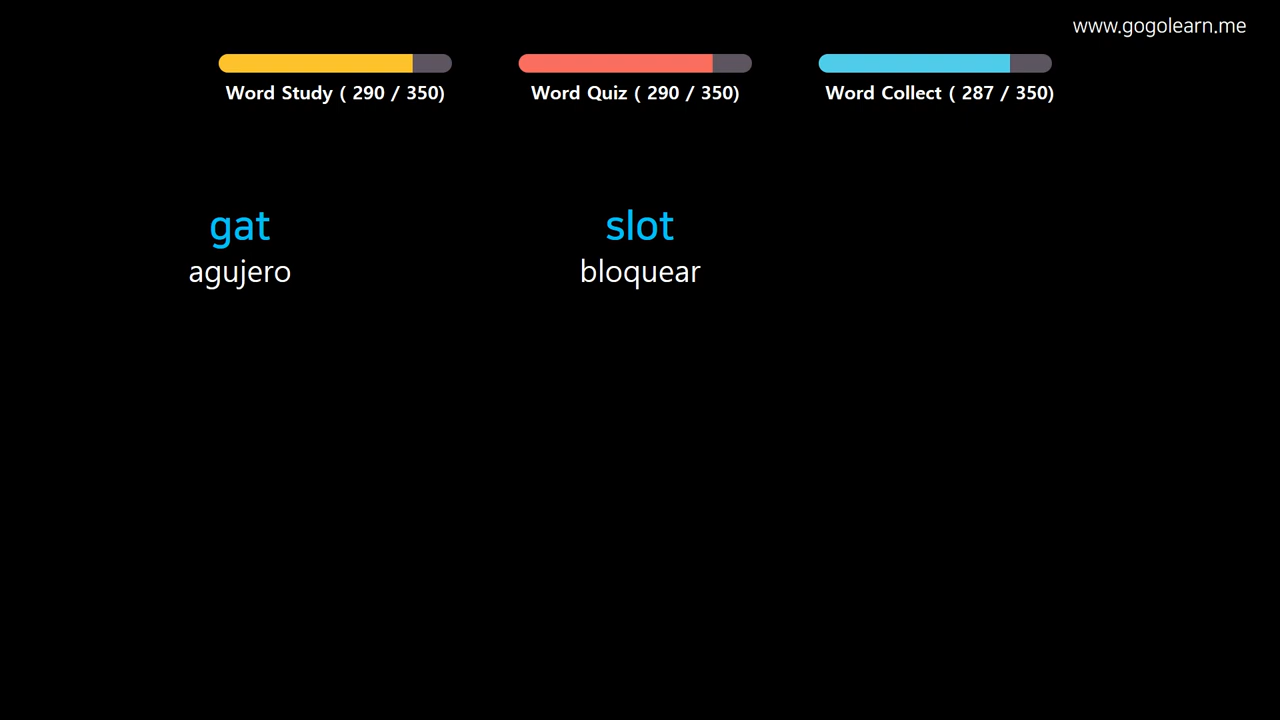 www.gogolearn.me
Word Study ( 290 / 350)
Word Quiz ( 290 / 350)
Word Collect ( 287 / 350)
gat
agujero
slot
bloquear